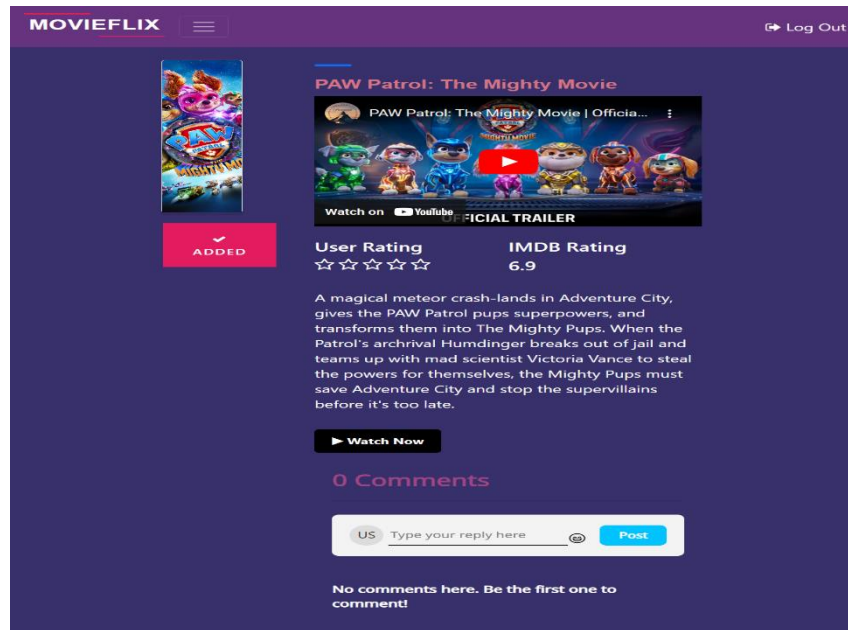 MOVIEFLIX
Log Out
PAW Patrol: The Mighty Movie
PAW Patrol: The Mighty Movie | Officia...
PAW
PATROL
MIGHTY MOVIE
Watch on YouTube
FICIAL TRAILER
ADDED
User Rating
IMDB Rating
6.9
A magical meteor crash-lands in Adventure City,
gives the PAW Patrol pups superpowers, and
transforms them into The Mighty Pups. When the
Patrol's archrival Humdinger breaks out of jail and
teams up with mad scientist Victoria Vance to steal
the powers for themselves, the Mighty Pups must
save Adventure City and stop the supervillains
before it's too late.
Watch Now
0 Comments
US
Type your reply here
Post
No comments here. Be the first one to
comment!